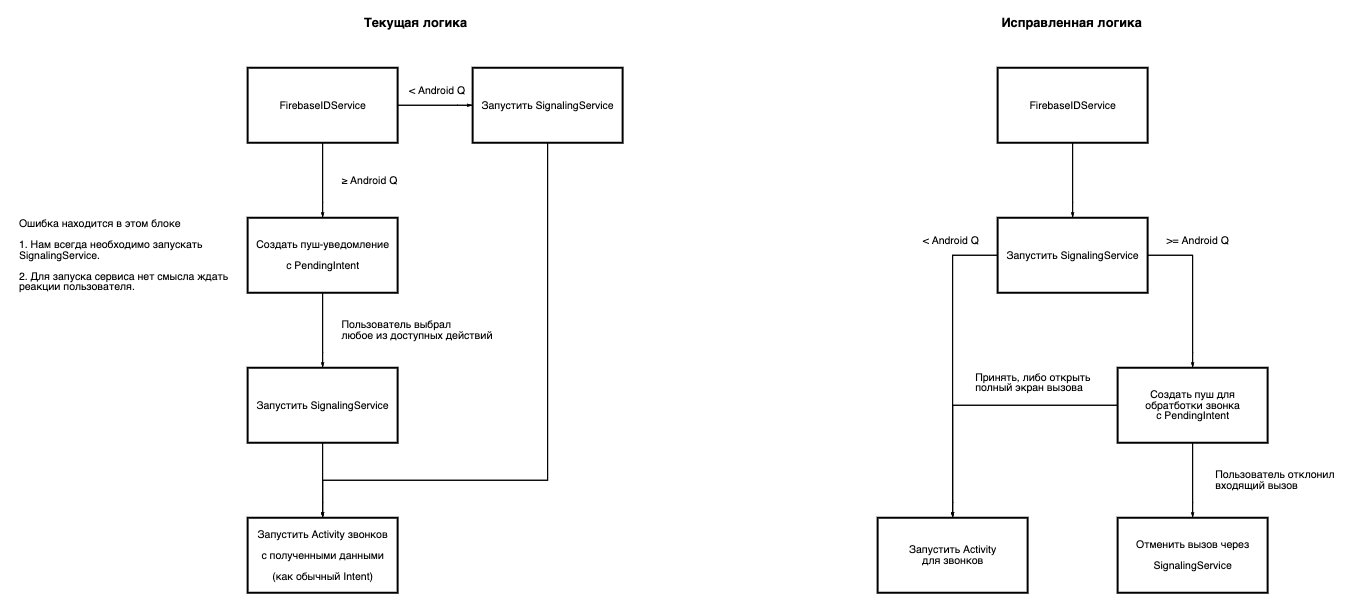 Текущая логика
FirebaseIDService
< Android Q
Запустить SignalingService
≥ Android Q
Ошибка находится в этом блоке
1. Нам всегда необходимо запускать
SignalingService.
2. Для запуска сервиса нет смысла ждать
реакции пользователя.
Создать пуш-уведомление
с PendingIntent
Пользователь выбрал
любое из доступных действий
Запустить SignalingService
Запустить Activity звонков
с полученными данными
(как обычный Intent)
Исправленная логика
FirebaseIDService
< Android Q
Запустить SignalingService
>= Android Q
Принять, либо открыть
полный экран вызова
Создать пуш для
обратботки звонка
с PendingIntent
Пользователь отклонил
входящий вызов
Запустить Activity
для звонков
Отменить вызов через
SignalingService